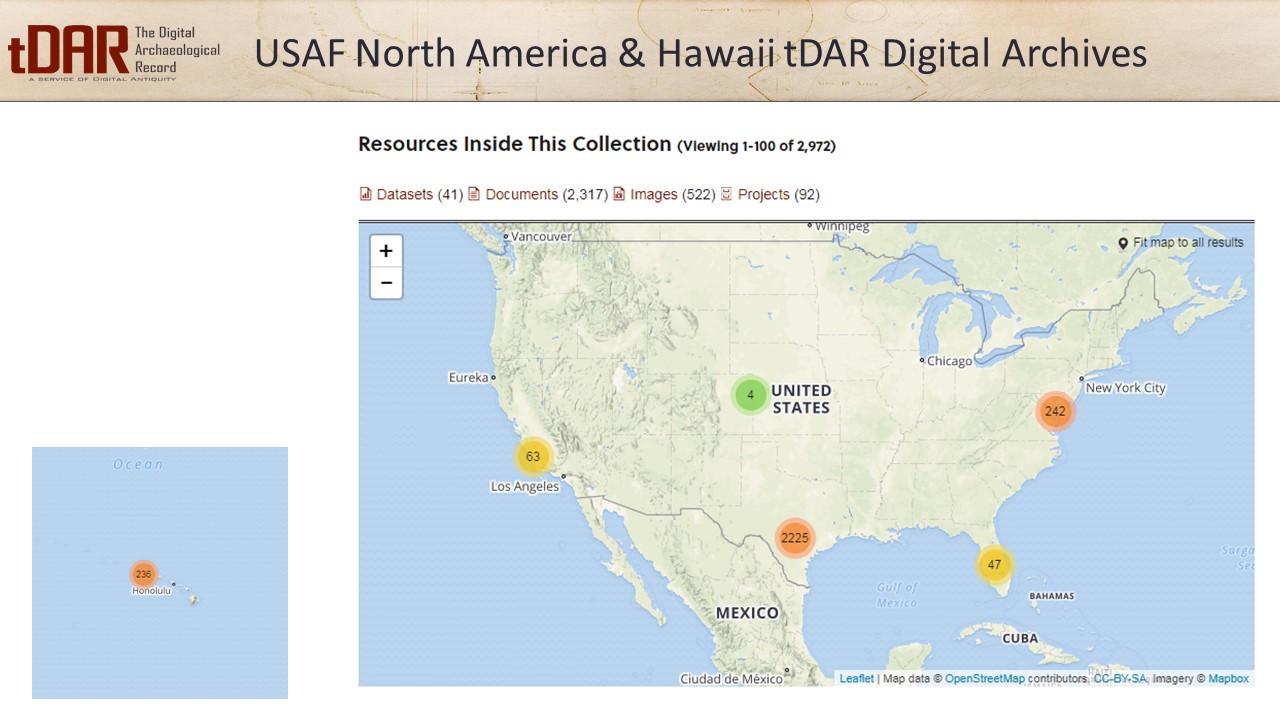 tDAR The Digital
Archaeological
Record
A SERVICE OF DIGITAL ANTIQUITY
USAF North America & Hawaii tDAR Digital Archives
Resources Inside This Collection (Viewing 1-100 of 2,972)
Datasets (41) Documents (2,317) Images (522) Projects (92)
+
−
Vancouver
Winnipeg
Fit map to all results
Chicago
Eureka
New York City
4
UNITED
STATES
242
63
Los Angeles
2225
47
Gulf of
Mexico
BAHAMAS
MEXICO
CUBA
Ciudad de México
HAITI
JAMAICA
Leaflet | Map data © OpenStreetMap contributors, CC-BY-SA, Imagery © Mapbox
Ocean
236
Honolulu